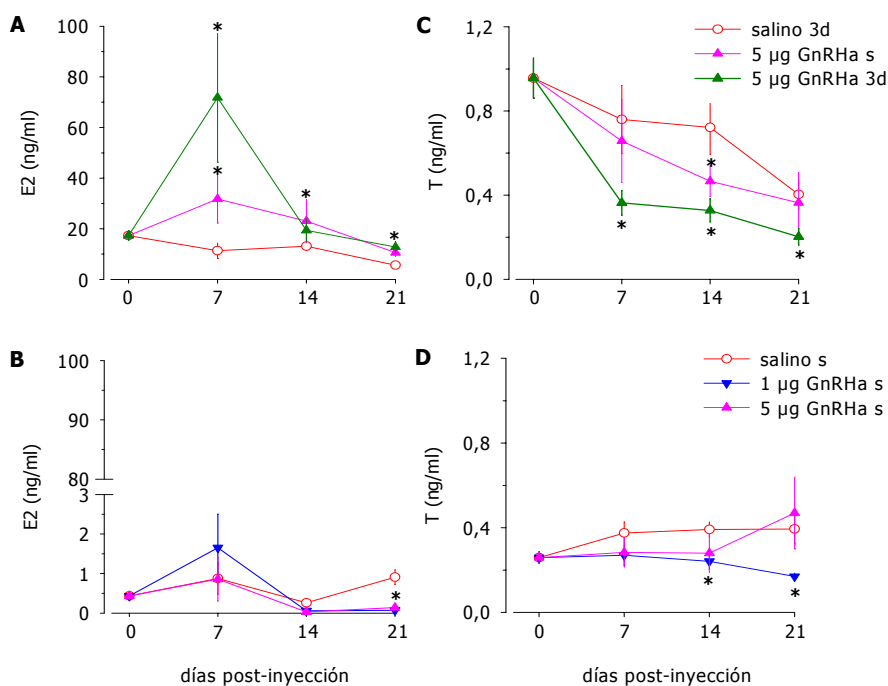 A
E2 (ng/ml)
100
80
60
40
20
0
*
*
*
*
0 7 14 21
C
T (ng/ml)
1,2
0,8
0,4
0,0
salino 3d
5 µg GnRHa s
5 µg GnRHa 3d
*
*
*
*
0 7 14 21
B
E2 (ng/ml)
100
90
80
3
2
1
0
*
0 7 14 21
días post-inyección
D
T (ng/ml)
1,2
0,8
0,4
0,0
salino s
1 µg GnRHa s
5 µg GnRHa s
*
*
0 7 14 21
días post-inyección